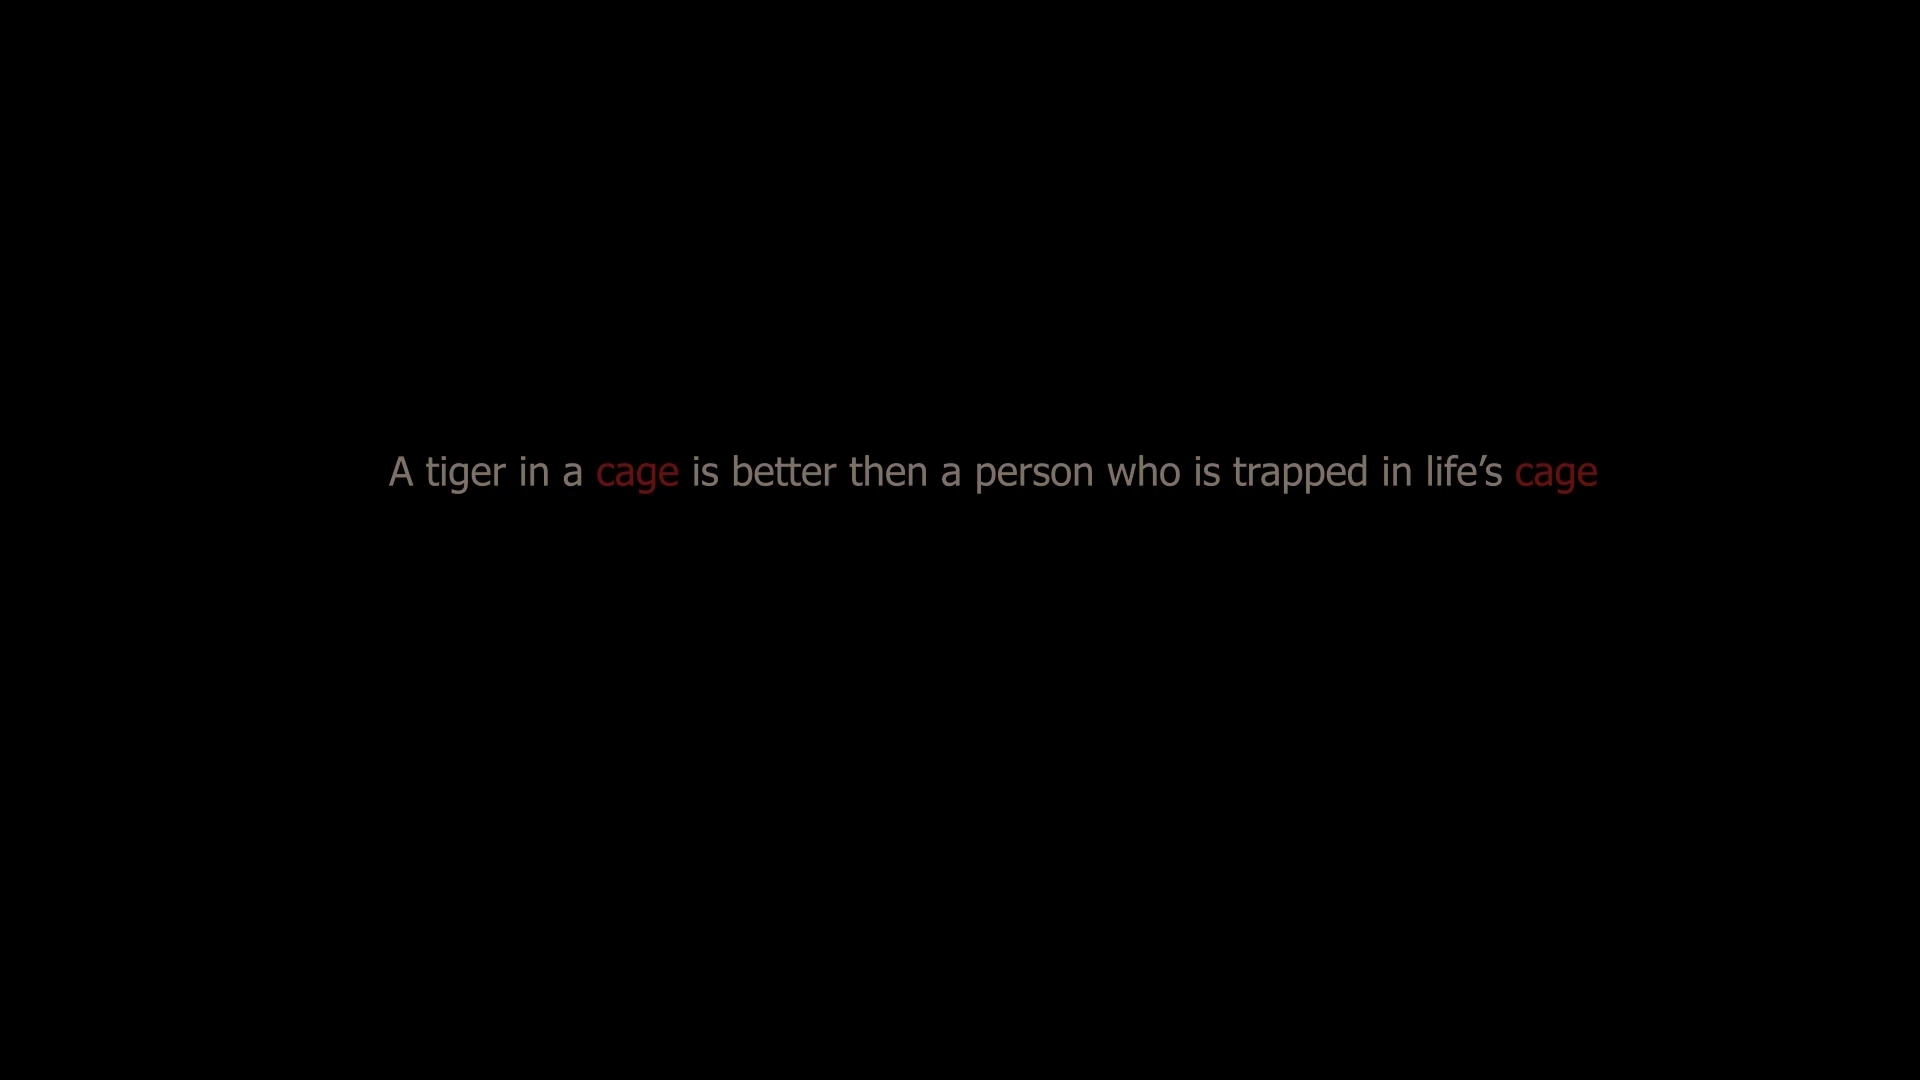 A tiger in a cage is better then a person who is trapped in life’s cage